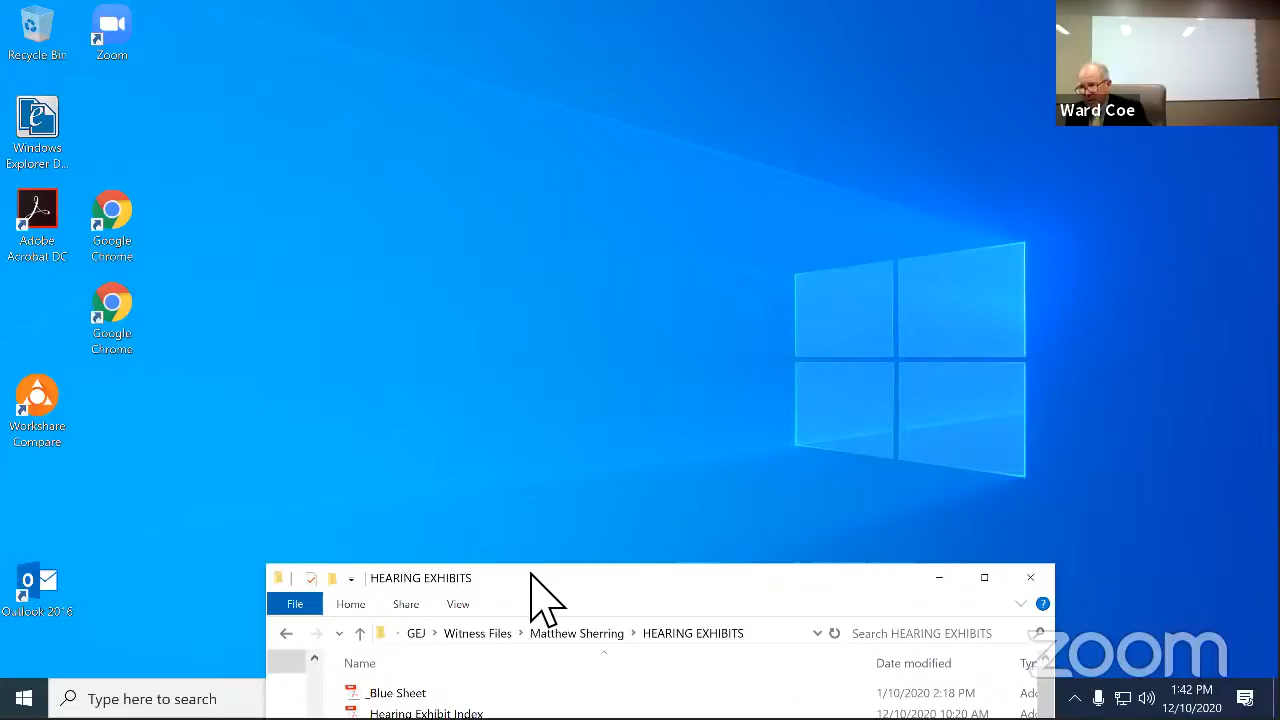 Recycle Bin
Zoom
Ward Coe
Windows
Explorer D...
Adobe
Acrobat DC
Google
Chrome
Google
Chrome
Workshare
Compare
Outlook 2016
HEARING EXHIBITS
File Home Share View
GEJ > Witness Files > Matthew Sherring > HEARING EXHIBITS
Search HEARING EXHIBITS
Name Date modified
_Blue Sheet 1/10/2020 2:18 PM
Hearing Exhibit Index 12/10/2020 10:20 AM
zoom
Type here to search
1:42 PM
12/10/2020